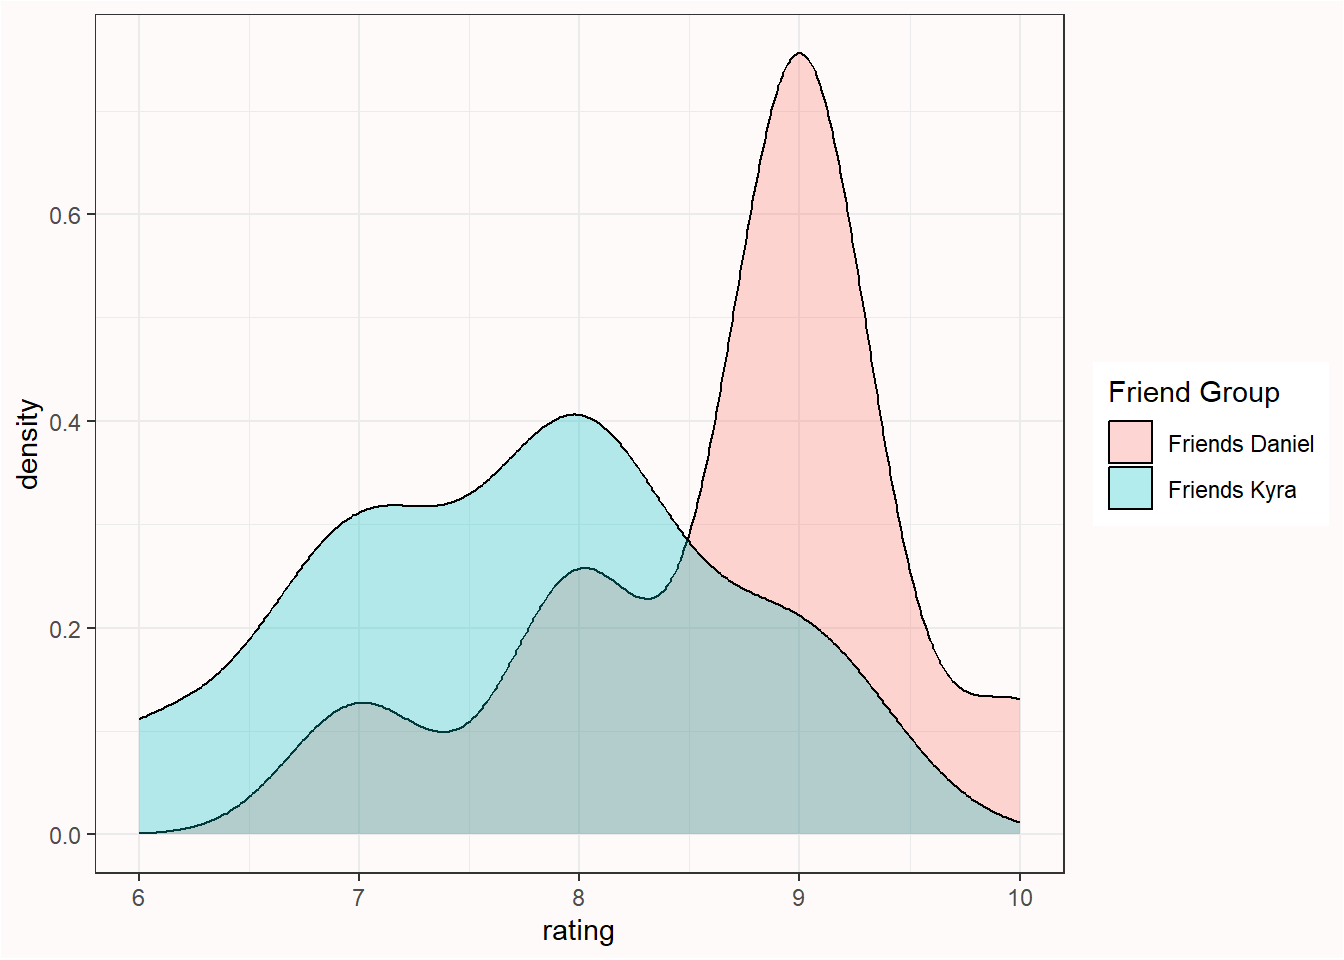 density
0.6
0.4
0.2
0.0
6 7 8 9 10
rating
Friend Group
Friends Daniel
Friends Kyra